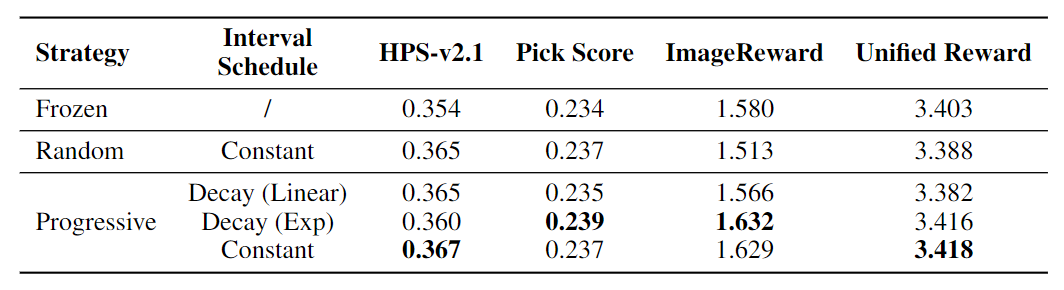 Strategy Interval Schedule HPS-v2.1 Pick Score ImageReward Unified Reward
Frozen / 0.354 0.234 1.580 3.403
Random Constant 0.365 0.237 1.513 3.388
Progressive Decay (Linear) 0.365 0.235 1.566 3.382
Decay (Exp) 0.360 0.239 1.632 3.416
Constant 0.367 0.237 1.629 3.418